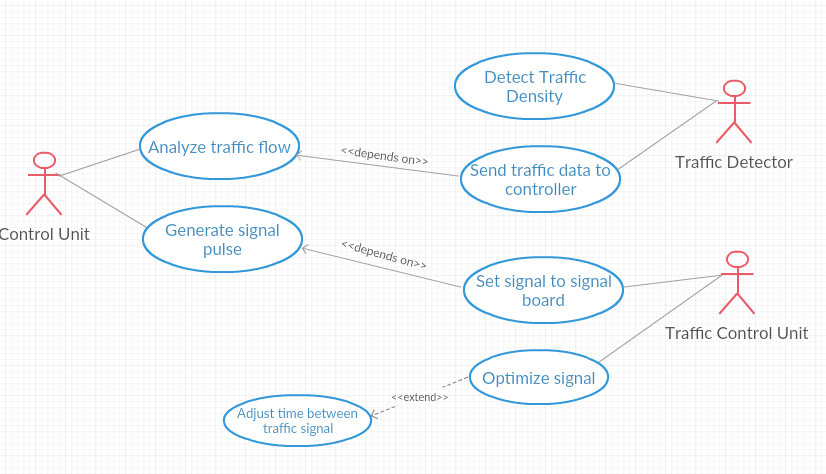 Detect Traffic
Density
Traffic Detector
Analyze traffic flow
<<depends on>>
Send traffic data to
controller
Control Unit
Generate signal
pulse
<<depends on>>
Set signal to signal
board
Traffic Control Unit
Optimize signal
<<extend>>
Adjust time between
traffic signal